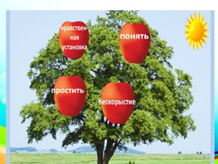 нравствен-
ная
установка
понять
простить
бескорыстие